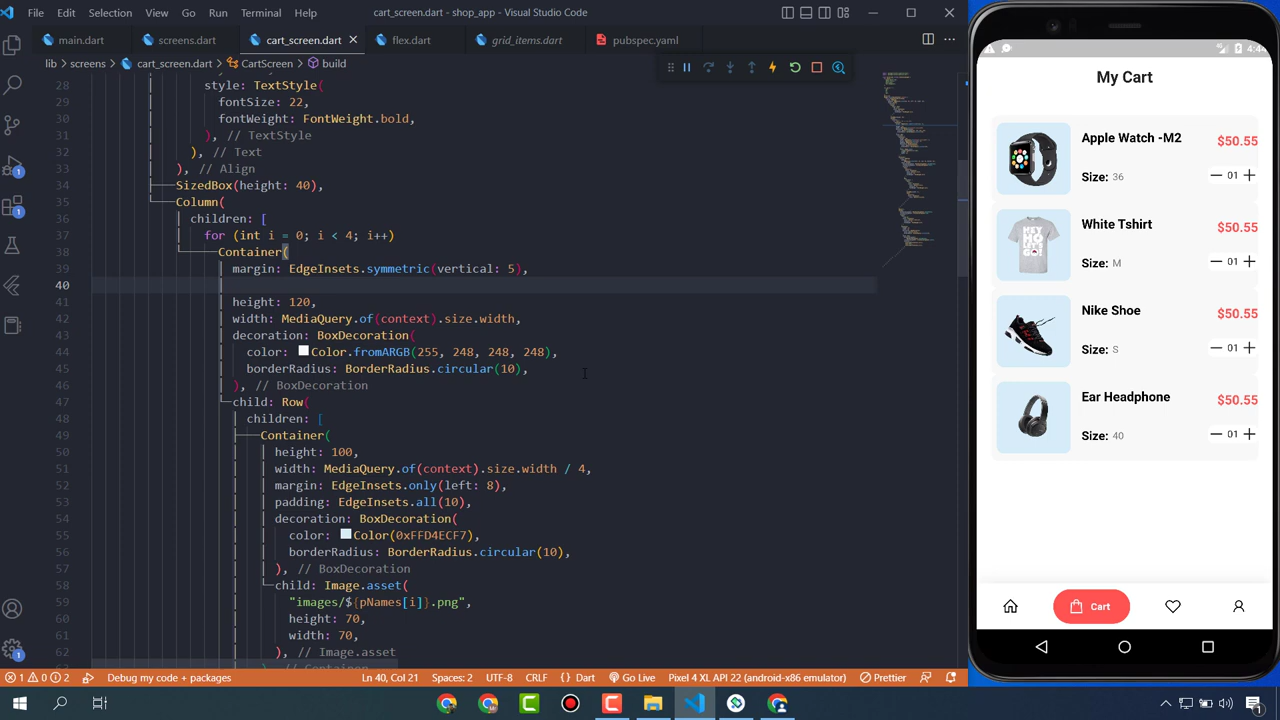 File Edit Selection View Go Run Terminal Help cart_screen.dart - shop_app - Visual Studio Code
main.dart screens.dart cart_screen.dart flex.dart grid_items.dart pubspec.yaml
lib > screens > cart_screen.dart > CartScreen > build
28 style: TextStyle(
29 fontSize: 22,
30 fontWeight: FontWeight.bold,
31 ), // TextStyle
32 ), // Text
33 ), // Align
34 SizedBox(height: 40),
35 Column(
36 children: [
37 for (int i = 0; i < 4; i++)
38 Container(
39 margin: EdgeInsets.symmetric(vertical: 5),
40
41 height: 120,
42 width: MediaQuery.of(context).size.width,
43 decoration: BoxDecoration(
44 color: Color.fromARGB(255, 248, 248, 248),
45 borderRadius: BorderRadius.circular(10),
46 ), // BoxDecoration
47 child: Row(
48 children: [
49 Container(
50 height: 100,
51 width: MediaQuery.of(context).size.width / 4,
52 margin: EdgeInsets.only(left: 8),
53 padding: EdgeInsets.all(10),
54 decoration: BoxDecoration(
55 color: Color(0xFFD4ECF7),
56 borderRadius: BorderRadius.circular(10),
57 ), // BoxDecoration
58 child: Image.asset(
59 "images/${pNames[i]}.png",
60 height: 70,
61 width: 70,
62 ), // Image.asset
63 ), // Container
1 0 2 Debug my code + packages Ln 40, Col 21 Spaces: 2 UTF-8 CRLF {} Dart Go Live Pixel 4 XL API 22 (android-x86 emulator) Prettier
My Cart
Apple Watch -M2 $50.55
Size: 36 01
White Tshirt $50.55
HEY
HO
LET'S
GO!
Size: M 01
Nike Shoe $50.55
Size: S 01
Ear Headphone $50.55
Size: 40 01
Cart